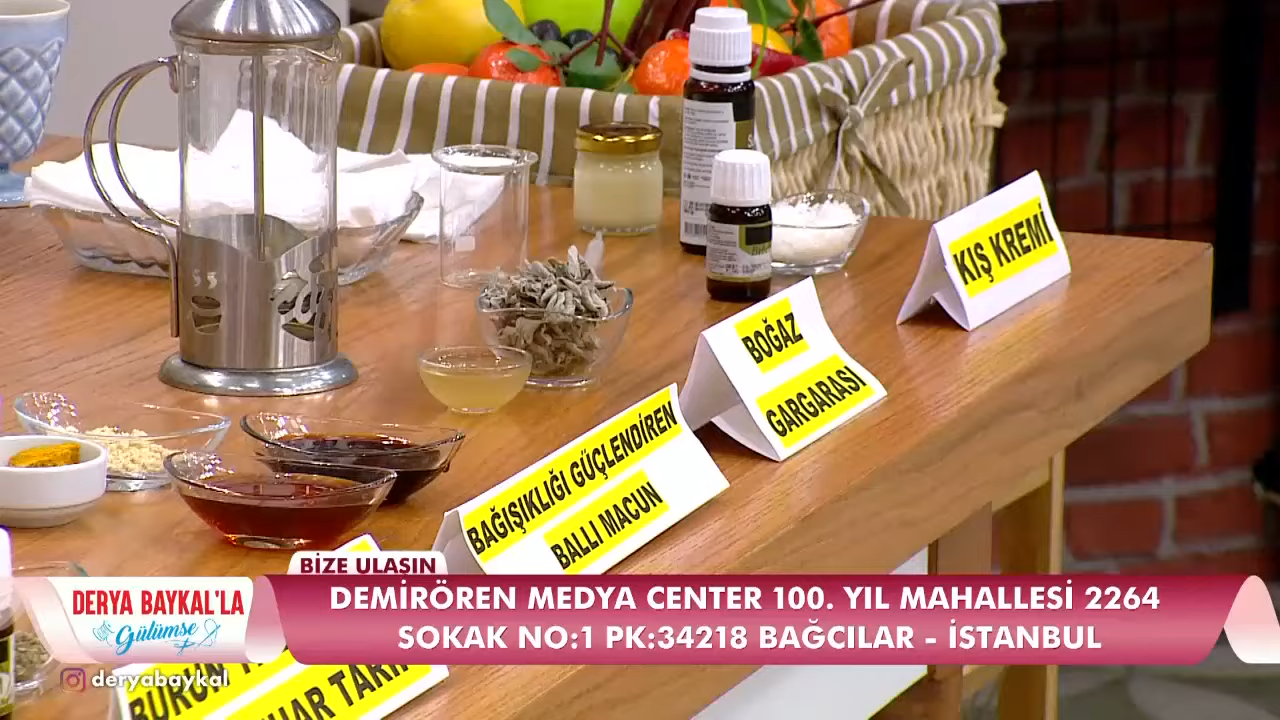 KIŞ KREMİ
BOĞAZ
GARGARASI
BAĞIŞIKLIĞI GÜÇLENDİREN
BALLI MACUN
BİZE ULAŞIN
DERYA BAYKAL'LA
Gülümse
DEMİRÖREN MEDYA CENTER 100. YIL MAHALLESİ 2264
SOKAK NO:1 PK:34218 BAĞCILAR - İSTANBUL
deryabaykal
BURUN